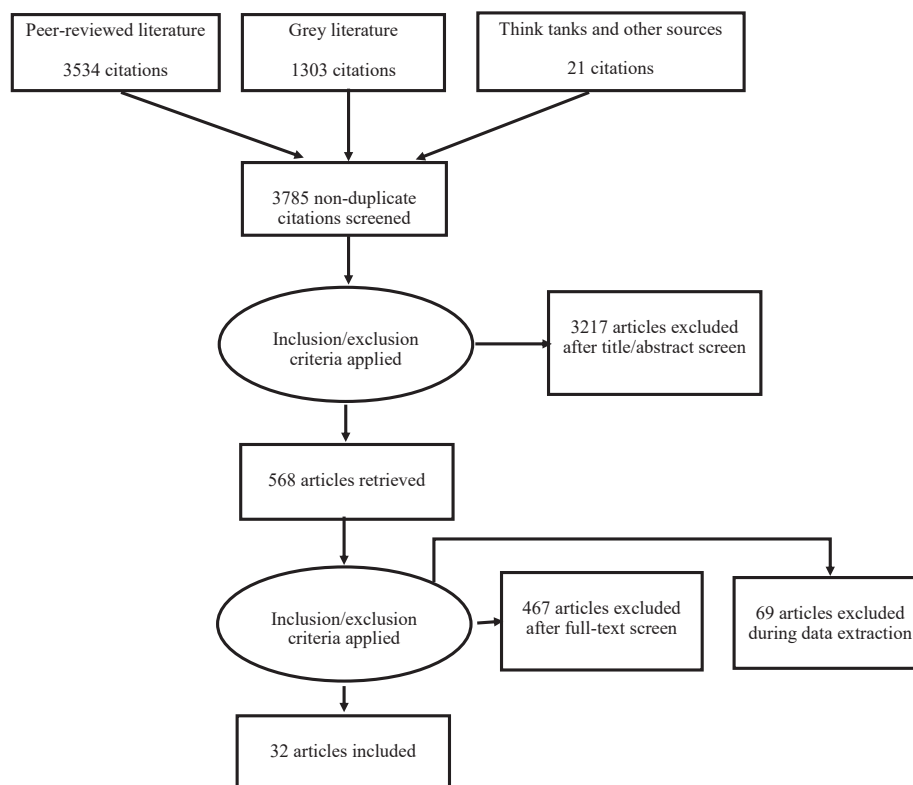 Peer-reviewed literature
3534 citations
Grey literature
1303 citations
Think tanks and other sources
21 citations
3785 non-duplicate
citations screened
Inclusion/exclusion
criteria applied
3217 articles excluded
after title/abstract screen
568 articles retrieved
Inclusion/exclusion
criteria applied
467 articles excluded
after full-text screen
69 articles excluded
during data extraction
32 articles included